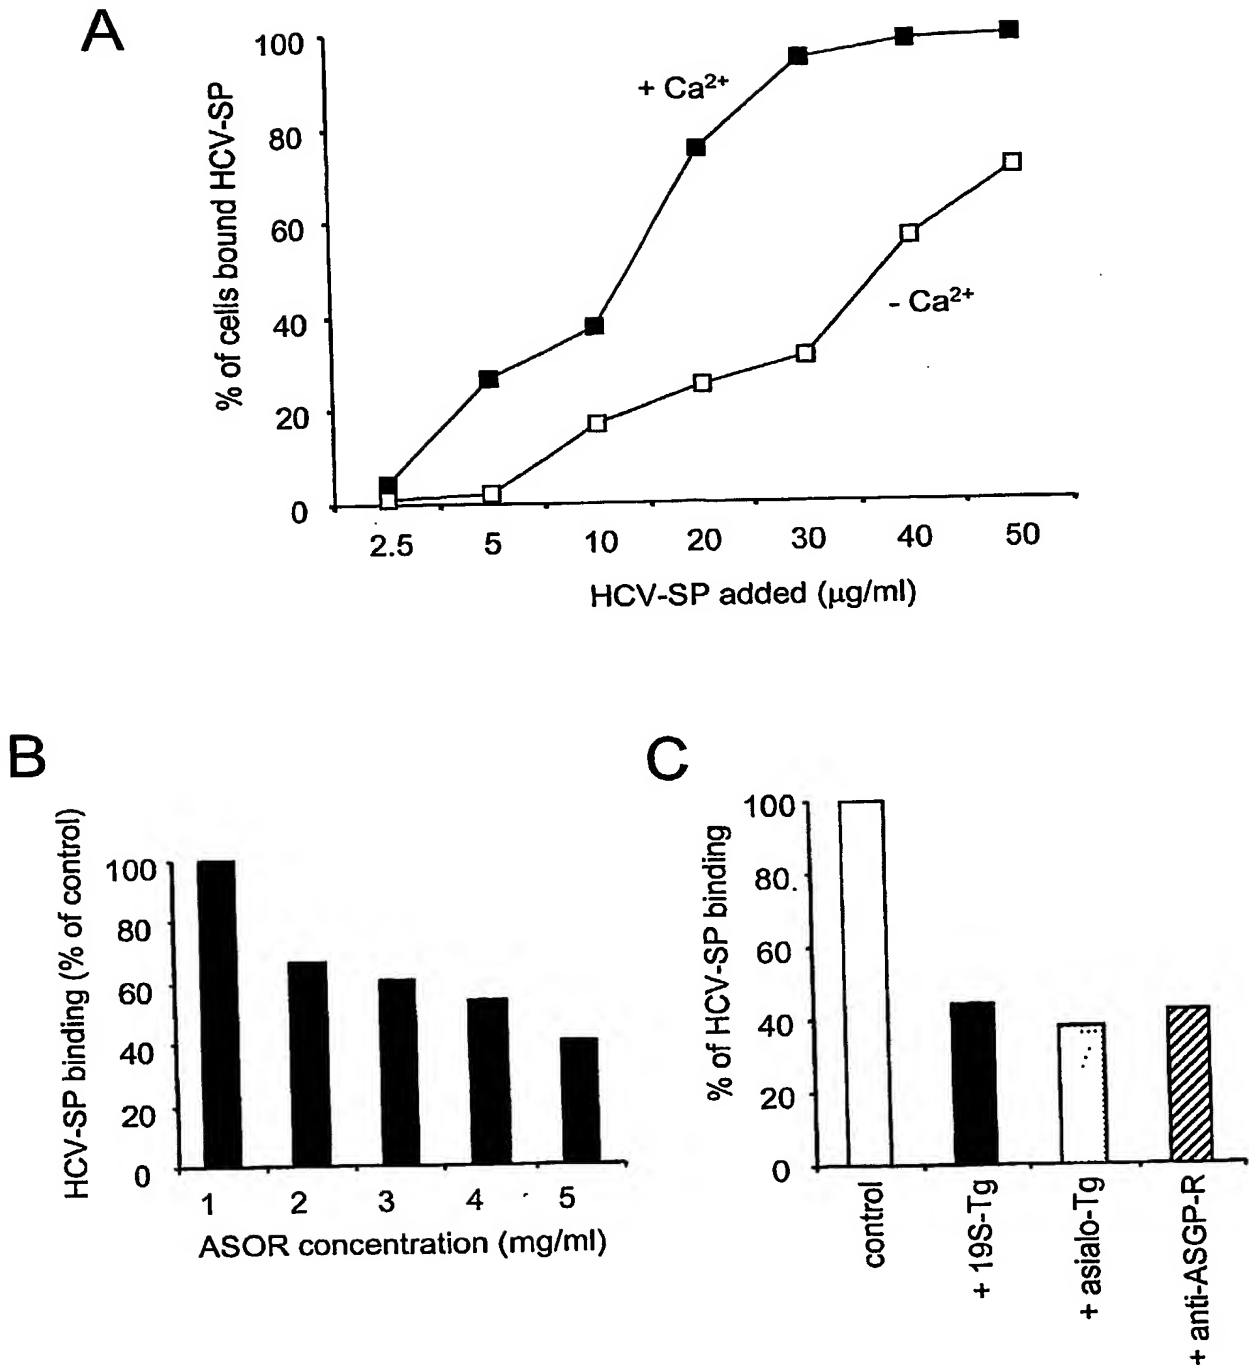 A
% of cells bound HCV-SP
100
80
60
40
20
0
+ Ca²⁺
- Ca²⁺
2.5 5 10 20 30 40 50
HCV-SP added (μg/ml)
B
HCV-SP binding (% of control)
100
80
60
40
20
0
1 2 3 4 5
ASOR concentration (mg/ml)
C
% of HCV-SP binding
100
80
60
40
20
0
control
+ 19S-Tg
+ asialo-Tg
+ anti-ASGP-R